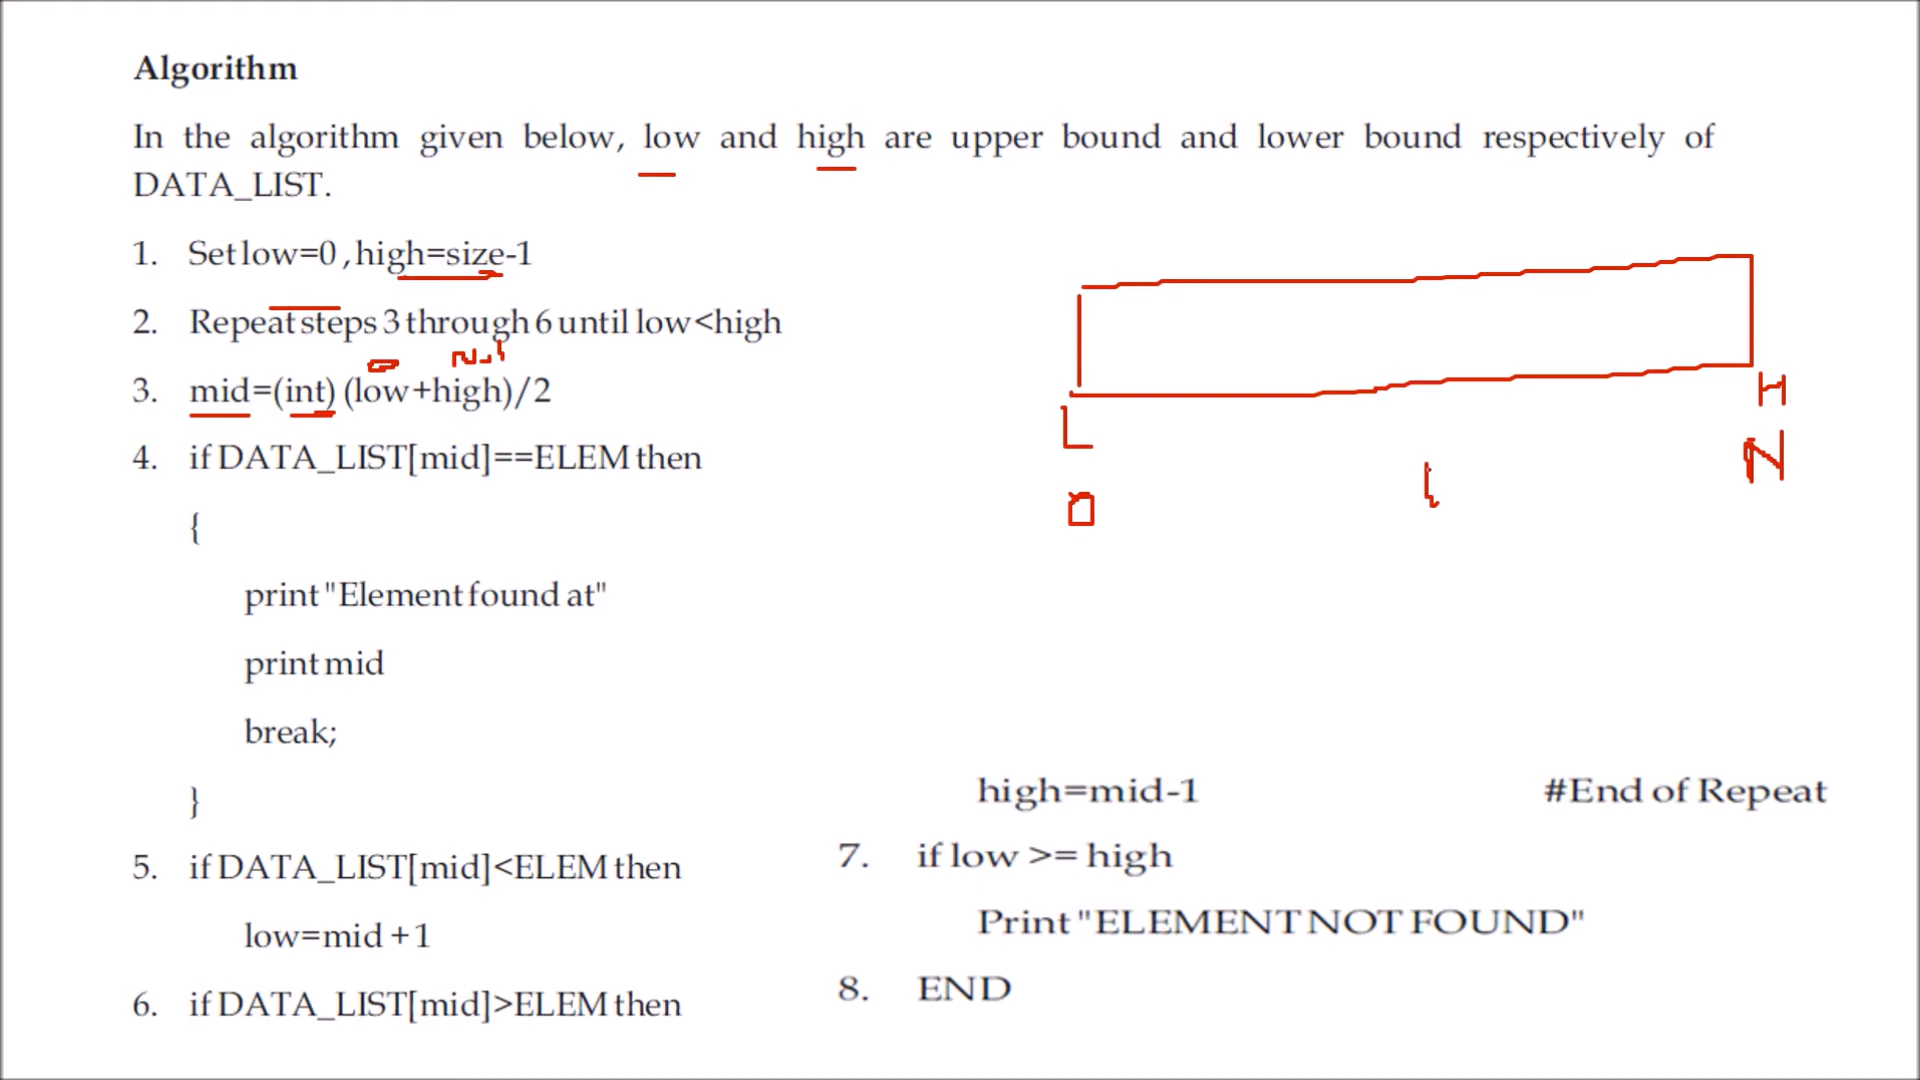 Algorithm
In the algorithm given below, low and high are upper bound and lower bound respectively of
DATA_LIST.
1. Set low=0 , high=size-1
2. Repeat steps 3 through 6 until low<high
N-1
3. mid=(int) (low+high)/2
4. if DATA_LIST[mid]==ELEM then
{
print "Element found at"
print mid
break;
}
5. if DATA_LIST[mid]<ELEM then
low=mid +1
6. if DATA_LIST[mid]>ELEM then
high=mid-1 #End of Repeat
7. if low >= high
Print "ELEMENT NOT FOUND"
8. END
L H
0 N